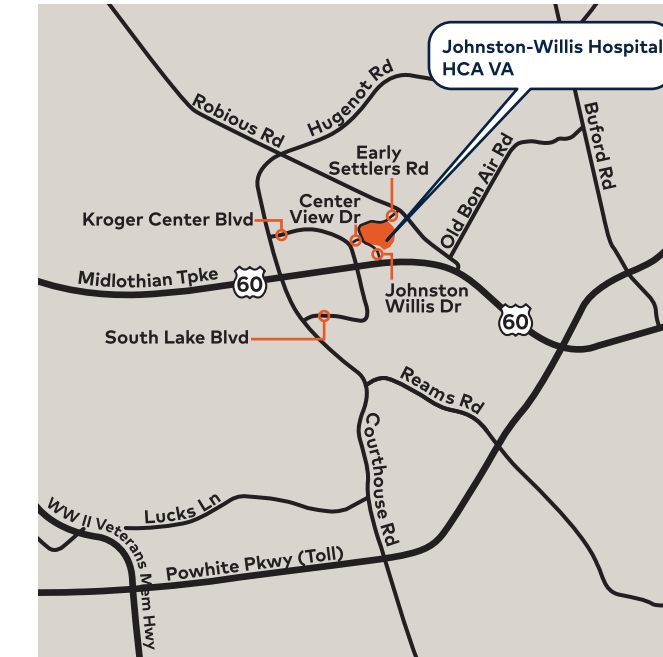 Johnston-Willis Hospital
HCA VA
Robious Rd
Hugenot Rd
Buford Rd
Early
Settlers Rd
Old Bon Air Rd
Center
View Dr
Kroger Center Blvd
Midlothian Tpke
60
Johnston
Willis Dr
60
South Lake Blvd
Reams Rd
Courthouse Rd
Lucks Ln
WW II Veterans Mem Hwy
Powhite Pkwy (Toll)